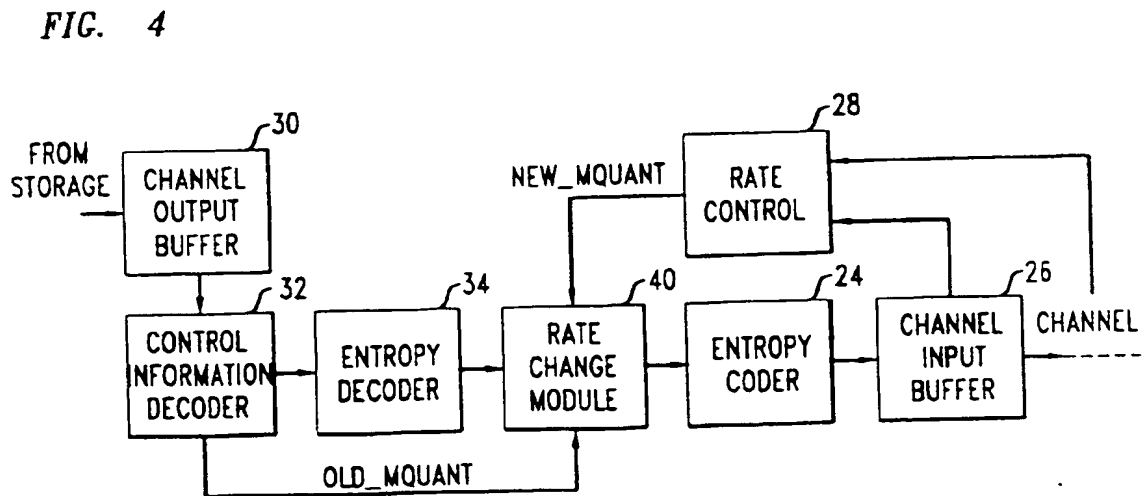 FIG. 4
FROM
STORAGE
30
CHANNEL
OUTPUT
BUFFER
28
RATE
CONTROL
NEW_MQUANT
32
CONTROL
INFORMATION
DECODER
34
ENTROPY
DECODER
40
RATE
CHANGE
MODULE
24
ENTROPY
CODER
26
CHANNEL
INPUT
BUFFER
CHANNEL
OLD_MQUANT